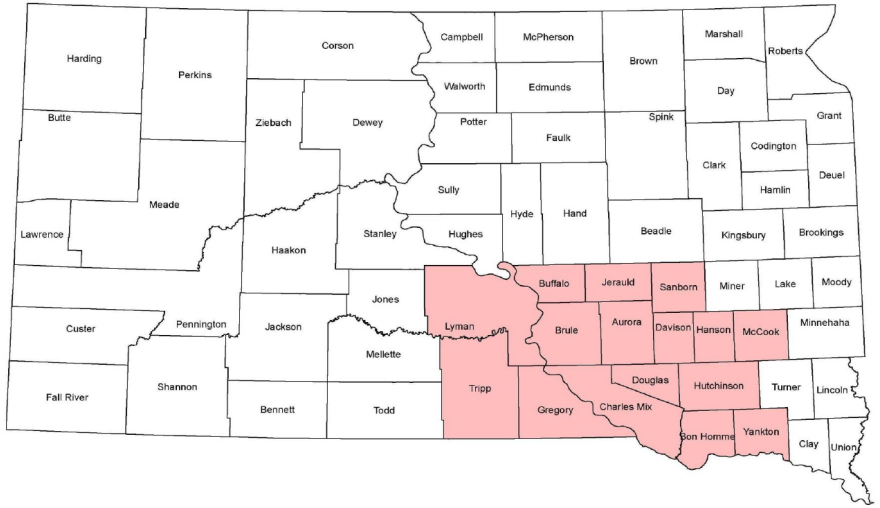 Harding
Perkins
Corson
Campbell
McPherson
Brown
Marshall
Roberts
Butte
Ziebach
Dewey
Walworth
Edmunds
Day
Potter
Spink
Grant
Faulk
Codington
Clark
Deuel
Meade
Sully
Hamlin
Hyde
Hand
Lawrence
Stanley
Hughes
Beadle
Kingsbury
Brookings
Haakon
Buffalo
Jerauld
Sanborn
Miner
Lake
Moody
Jones
Custer
Pennington
Jackson
Lyman
Brule
Aurora
Davison
Hanson
McCook
Minnehaha
Mellette
Fall River
Shannon
Tripp
Douglas
Hutchinson
Turner
Lincoln
Bennett
Todd
Gregory
Charles Mix
Bon Homme
Yankton
Clay
Union